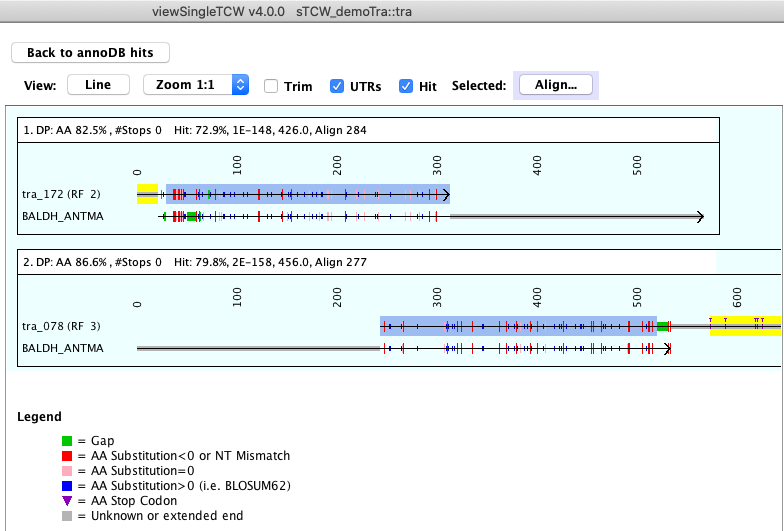 viewSingleTCW v4.0.0 sTCW_demoTra::tra
Back to annoDB hits
View: Line Zoom 1:1 Trim UTRs Hit Selected: Align...
1. DP: AA 82.5% , #Stops 0 Hit: 72.9%, 1E-148, 426.0, Align 284
0 100 200 300 400 500
tra_172 (RF 2)
BALDH_ANTMA
2. DP: AA 86.6% , #Stops 0 Hit: 79.8%, 2E-158, 456.0, Align 277
0 100 200 300 400 500 600
tra_078 (RF 3)
BALDH_ANTMA
Legend
= Gap
= AA Substitution<0 or NT Mismatch
= AA Substitution=0
= AA Substitution>0 (i.e. BLOSUM62)
= AA Stop Codon
= Unknown or extended end